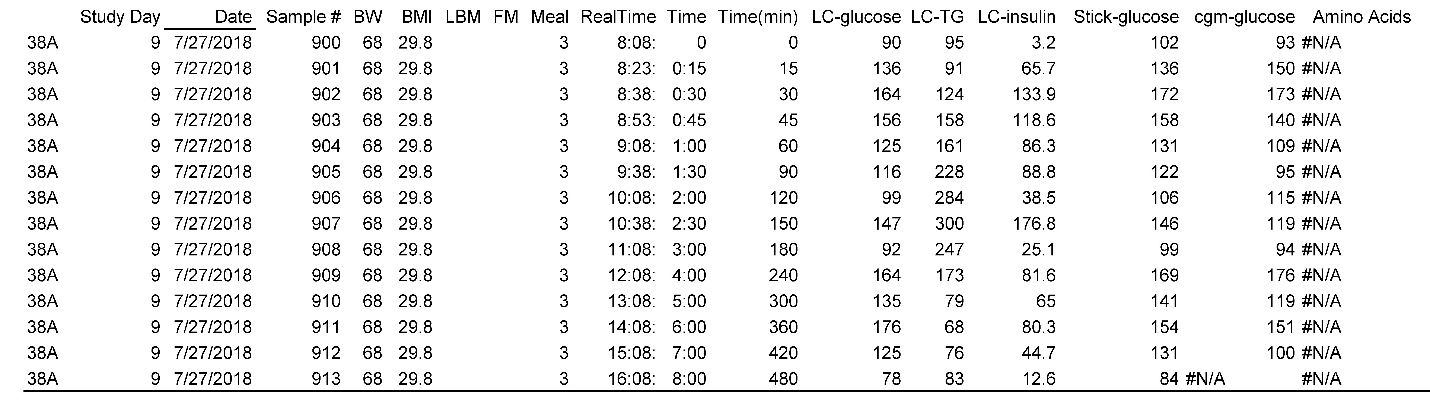 Study Day Date Sample # BW BMI LBM FM Meal RealTime Time Time(min) LC-glucose LC-TG LC-insulin Stick-glucose cgm-glucose Amino Acids
38A 9 7/27/2018 900 68 29.8 3 8:08: 0 0 90 95 3.2 102 93 #N/A
38A 9 7/27/2018 901 68 29.8 3 8:23: 0:15 15 136 91 65.7 136 150 #N/A
38A 9 7/27/2018 902 68 29.8 3 8:38: 0:30 30 164 124 133.9 172 173 #N/A
38A 9 7/27/2018 903 68 29.8 3 8:53: 0:45 45 156 158 118.6 158 140 #N/A
38A 9 7/27/2018 904 68 29.8 3 9:08: 1:00 60 125 161 86.3 131 109 #N/A
38A 9 7/27/2018 905 68 29.8 3 9:38: 1:30 90 116 228 88.8 122 95 #N/A
38A 9 7/27/2018 906 68 29.8 3 10:08: 2:00 120 99 284 38.5 106 115 #N/A
38A 9 7/27/2018 907 68 29.8 3 10:38: 2:30 150 147 300 176.8 146 119 #N/A
38A 9 7/27/2018 908 68 29.8 3 11:08: 3:00 180 92 247 25.1 99 94 #N/A
38A 9 7/27/2018 909 68 29.8 3 12:08: 4:00 240 164 173 81.6 169 176 #N/A
38A 9 7/27/2018 910 68 29.8 3 13:08: 5:00 300 135 79 65 141 119 #N/A
38A 9 7/27/2018 911 68 29.8 3 14:08: 6:00 360 176 68 80.3 154 151 #N/A
38A 9 7/27/2018 912 68 29.8 3 15:08: 7:00 420 125 76 44.7 131 100 #N/A
38A 9 7/27/2018 913 68 29.8 3 16:08: 8:00 480 78 83 12.6 84 #N/A #N/A